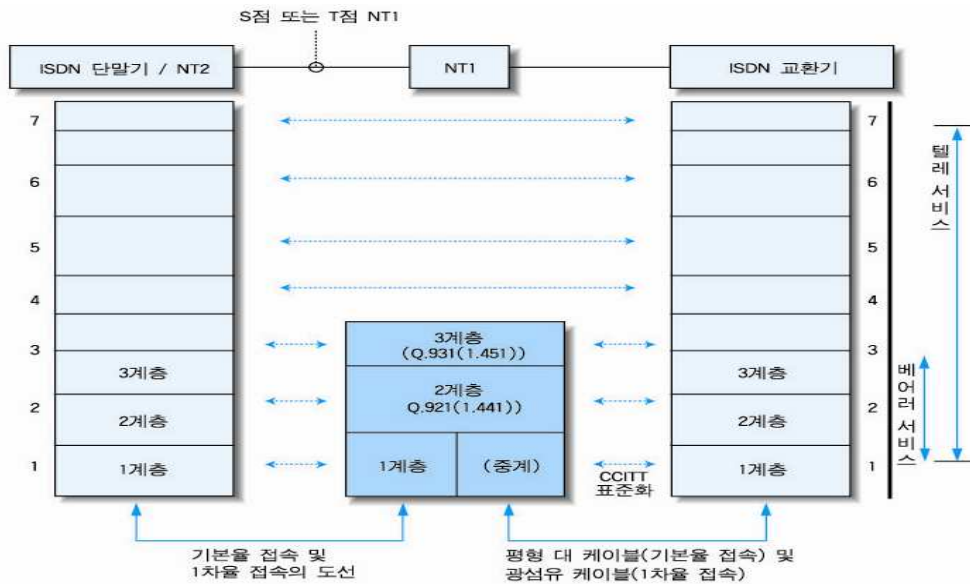 S점 또는 T점 NT1
ISDN 단말기 / NT2
NT1
ISDN 교환기
7
6
5
4
3
2
1
3계층
2계층
1계층
3계층
(Q.931(1.451))
2계층
Q.921(1.441))
1계층
(중계)
CCITT
표준화
3계층
2계층
1계층
7
6
5
4
3
2
1
텔레 서비스
베어러 서비스
기본율 접속 및
1차율 접속의 도선
평형 대 케이블(기본율 접속) 및
광섬유 케이블(1차율 접속)